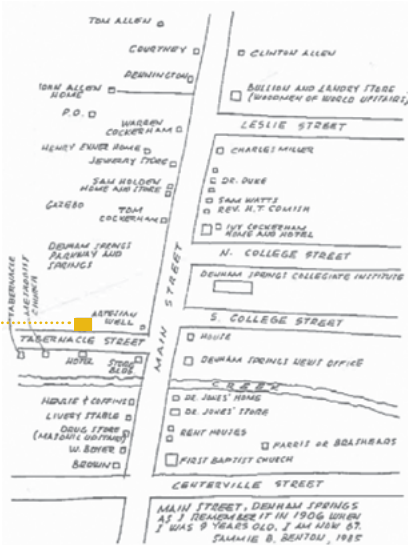 TOM ALLEN
COURTNEY
CLINTON ALLEN
PENNINGTON
JOHN ALLEN
HOME
BULLION AND LANDRY STORE
(WOODMEN OF WORLD UPSTAIRS)
P.O.
WARREN
COCKERHAM
LESLIE STREET
HENRY EXNER HOME
JEWERLY STORE
CHARLES MILLER
SAM HOLDEN
HOME AND STORE
DR. DUKE
GAZEBO
TOM
COCKERHAM
SAM WATTS
REV. H.T. CORNISH
IVY COCKERHAM
HOME AND HOTEL
DENHAM SPRINGS
PARKWAY AND
SPRINGS
N. COLLEGE STREET
DENHAM SPRINGS COLLEGIATE INSTITUTE
MAIN STREET
TABERNACLE
METHODIST
CHURCH
ARTESIAN
WELL
S. COLLEGE STREET
TABERNACLE STREET
HOUSE
HOTEL
STORE
BLDG.
DENHAM SPRINGS NEWS OFFICE
CREEK
HEARSE & COFFINS
DR. JONES' HOME
LIVERY STABLE
DR. JONES' STORE
DRUG STORE
(MASONIC UPSTAIRS)
RENT HOUSES
W. BOYER
FARRIS OR BRASHEARS
BROWN
FIRST BAPTIST CHURCH
CENTERVILLE STREET
MAIN STREET, DENHAM SPRINGS
AS I REMEMBER IT IN 1906 WHEN
I WAS 9 YEARS OLD. I AM NOW 87.
SAMMIE B. BENTON, 1985